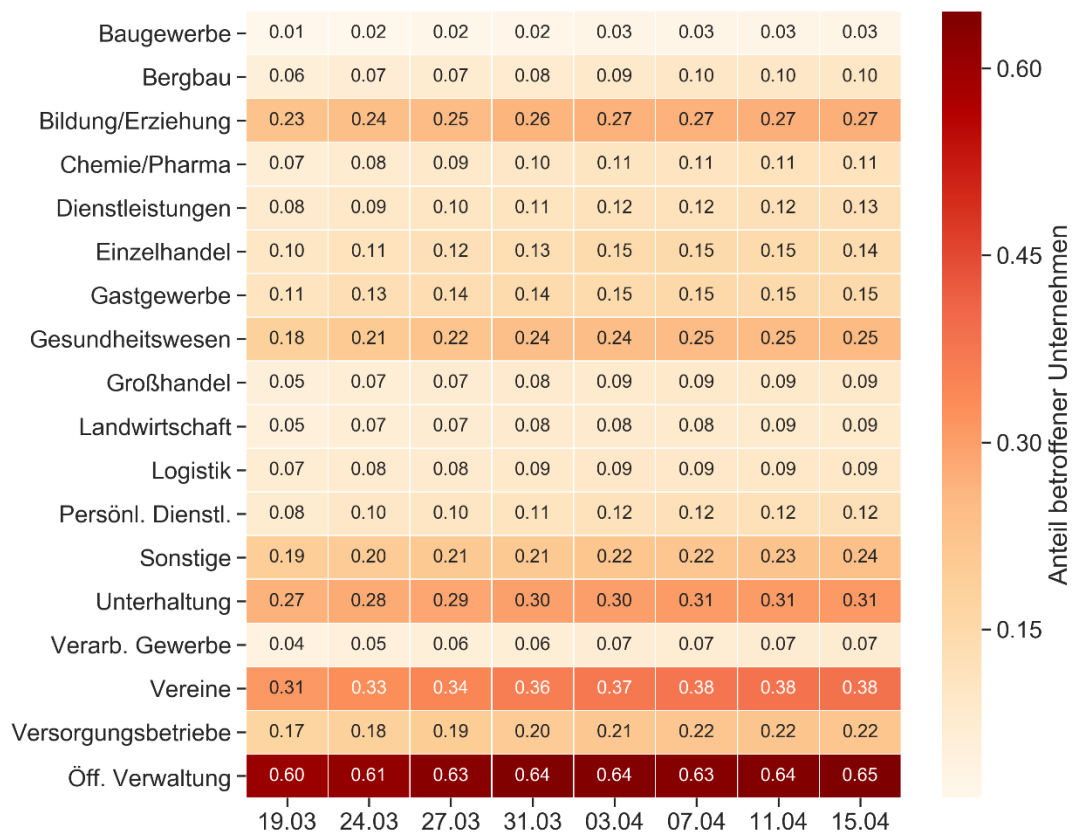 Baugewerbe 0.01 0.02 0.02 0.02 0.03 0.03 0.03 0.03
Bergbau 0.06 0.07 0.07 0.08 0.09 0.10 0.10 0.10
Bildung/Erziehung 0.23 0.24 0.25 0.26 0.27 0.27 0.27 0.27
Chemie/Pharma 0.07 0.08 0.09 0.10 0.11 0.11 0.11 0.11
Dienstleistungen 0.08 0.09 0.10 0.11 0.12 0.12 0.12 0.13
Einzelhandel 0.10 0.11 0.12 0.13 0.15 0.15 0.15 0.14
Gastgewerbe 0.11 0.13 0.14 0.14 0.15 0.15 0.15 0.15
Gesundheitswesen 0.18 0.21 0.22 0.24 0.24 0.25 0.25 0.25
Großhandel 0.05 0.07 0.07 0.08 0.09 0.09 0.09 0.09
Landwirtschaft 0.05 0.07 0.07 0.08 0.08 0.08 0.09 0.09
Logistik 0.07 0.08 0.08 0.09 0.09 0.09 0.09 0.09
Persönl. Dienstl. 0.08 0.10 0.10 0.11 0.12 0.12 0.12 0.12
Sonstige 0.19 0.20 0.21 0.21 0.22 0.22 0.23 0.24
Unterhaltung 0.27 0.28 0.29 0.30 0.30 0.31 0.31 0.31
Verarb. Gewerbe 0.04 0.05 0.06 0.06 0.07 0.07 0.07 0.07
Vereine 0.31 0.33 0.34 0.36 0.37 0.38 0.38 0.38
Versorgungsbetriebe 0.17 0.18 0.19 0.20 0.21 0.22 0.22 0.22
Öff. Verwaltung 0.60 0.61 0.63 0.64 0.64 0.63 0.64 0.65
19.03 24.03 27.03 31.03 03.04 07.04 11.04 15.04
0.60
0.45
0.30
0.15
Anteil betroffener Unternehmen